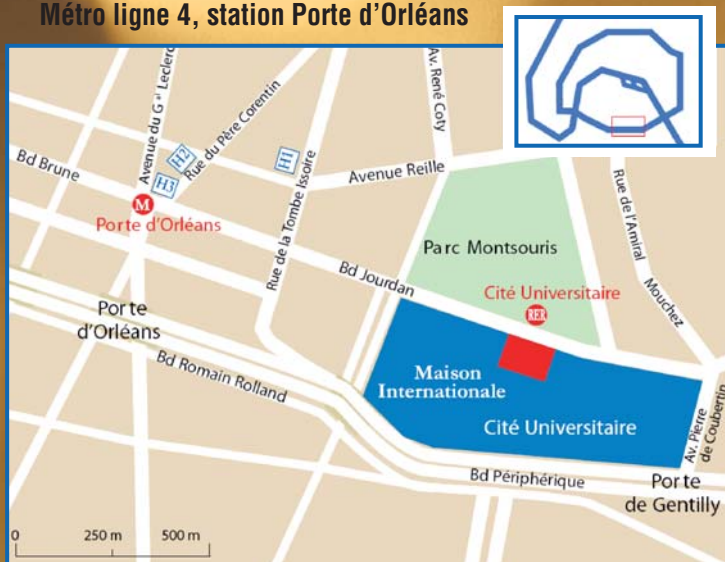 Métro ligne 4, station Porte d'Orléans
Av. René Coty
Avenue du Gᵃˡ Leclerc
Rue du Père Corentin
H1
H2
H3
Bd Brune
M
Porte d'Orléans
Rue de la Tombe Issoire
Avenue Reille
Rue de l'Amiral
Mouchez
Parc Montsouris
Bd Jourdan
Cité Universitaire
RER
Porte
d'Orléans
Bd Romain Rolland
Maison
Internationale
Cité Universitaire
Av. Pierre
de Coubertin
Bd Périphérique
Porte
de Gentilly
0 250 m 500 m